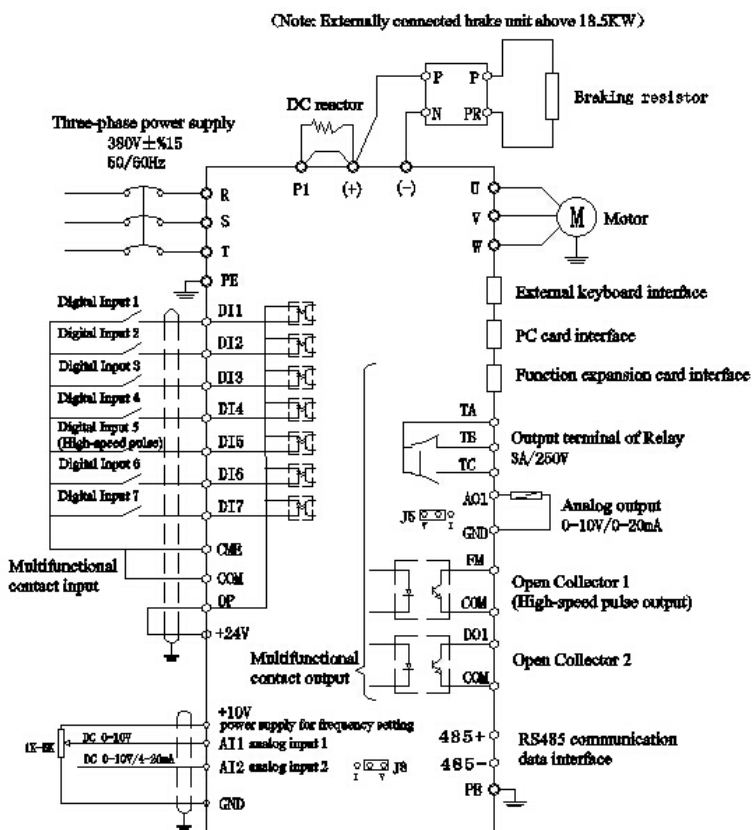 (Note: Externally connected brake unit above 18.5KW)
P P
DC reactor
Braking resistor
N PR
Three-phase power supply
380V±%15
50/60Hz
P1 (+) (-)
R
U
S
V
M
Motor
T
W
PE
External keyboard interface
Digital Input 1
DI1
Digital Input 2
DI2
PC card interface
Digital Input 3
DI3
Function expansion card interface
Digital Input 4
DI4
TA
Digital Input 5
(High-speed pulse)
DI5
TB
Output terminal of Relay
3A/250V
Digital Input 6
DI6
TC
Digital Input 7
DI7
AO1
Analog output
0-10V/0-20mA
J5
V I
GND
CME
Multifunctional
contact input
COM
FM
Open Collector 1
(High-speed pulse output)
COM
OP
+24V
DO1
Multifunctional
contact output
Open Collector 2
COM
+10V
power supply for frequency setting
1K-5K
DC 0-10V
AI1 analog input 1
485+
RS485 communication
data interface
DC 0-10V/4-20mA
AI2 analog input 2
J8
I V
485-
GND
PE